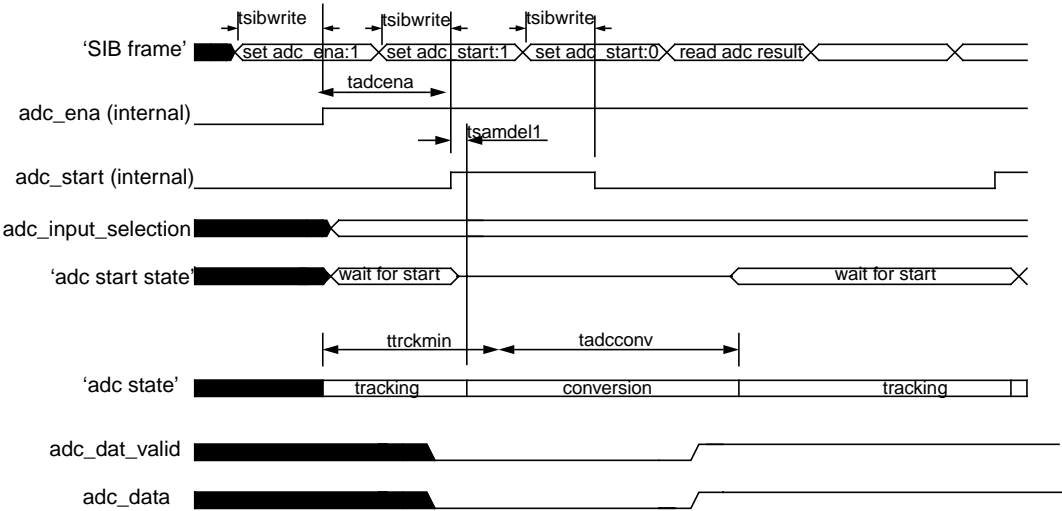 tsibwrite tsibwrite tsibwrite
'SIB frame' set adc_ena:1 set adc_start:1 set adc_start:0 read adc result
tadcena
adc_ena (internal)
tsamdel1
adc_start (internal)
adc_input_selection
'adc start state' wait for start wait for start
ttrckmin tadcconv
'adc state' tracking conversion tracking
adc_dat_valid
adc_data